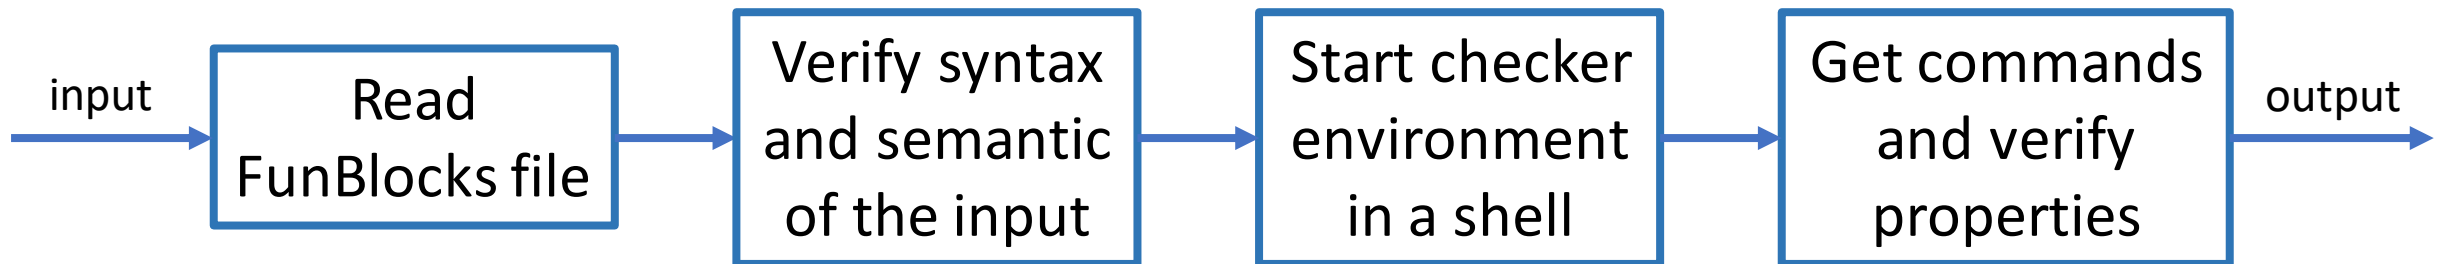 input
Read
FunBlocks file
Verify syntax
and semantic
of the input
Start checker
environment
in a shell
Get commands
and verify
properties
output